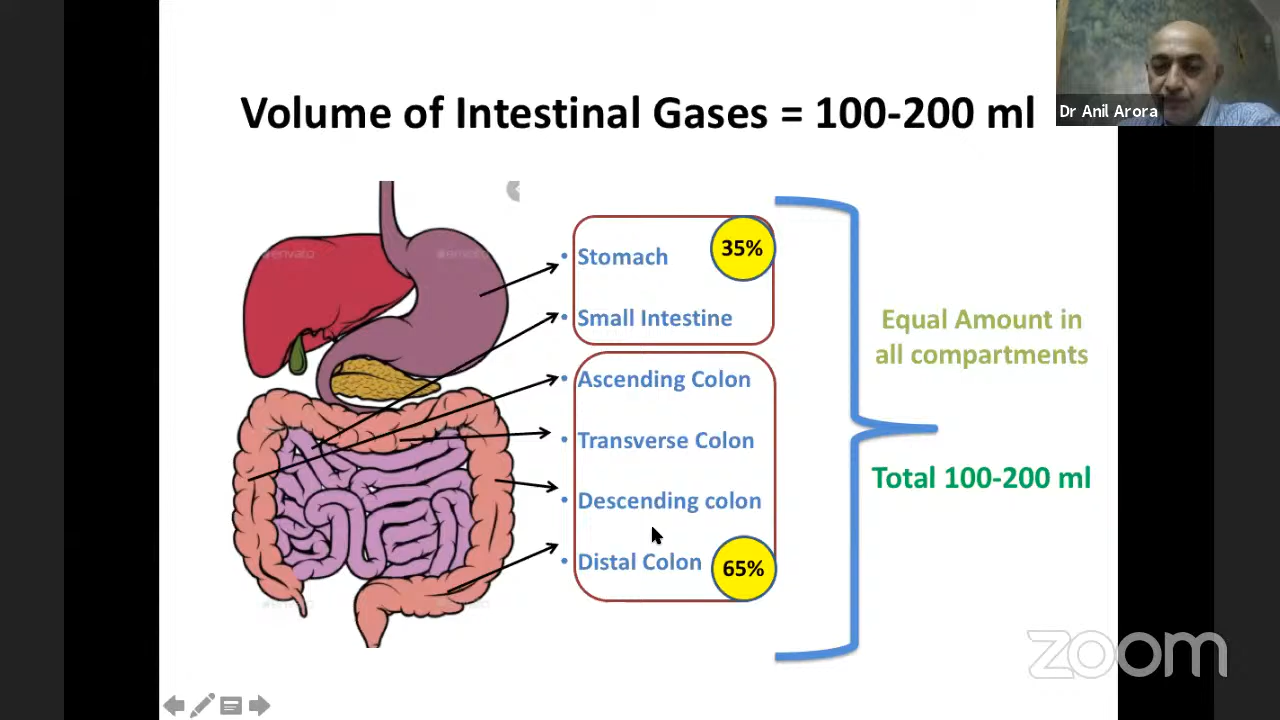 Dr Anil Arora
Volume of Intestinal Gases = 100-200 ml
• Stomach
35%
• Small Intestine
• Ascending Colon
• Transverse Colon
• Descending colon
• Distal Colon
65%
Equal Amount in
all compartments
Total 100-200 ml
envato
zoom